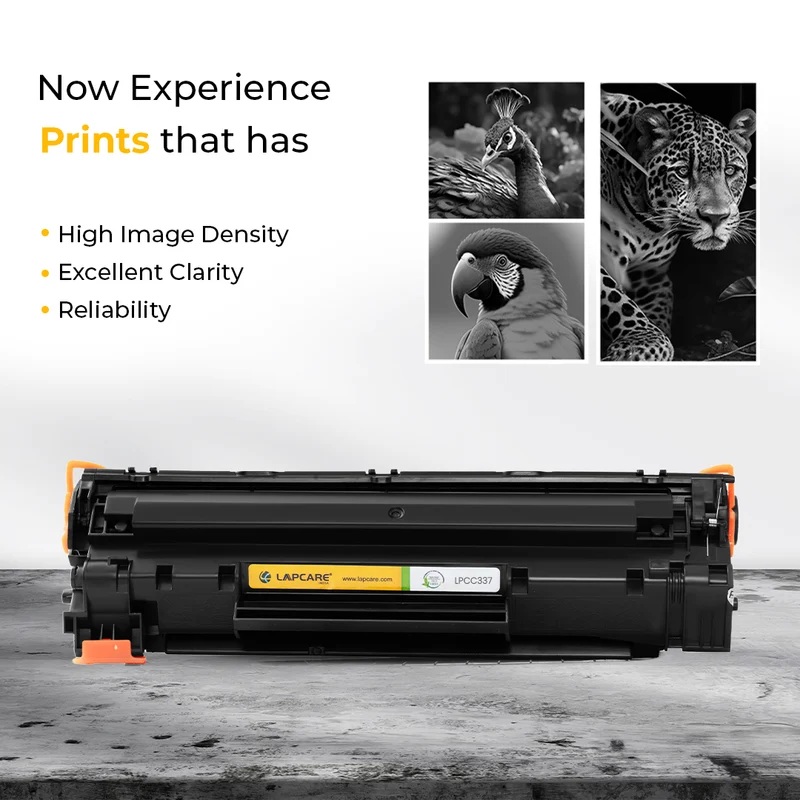 Now Experience
Prints that has
• High Image Density
• Excellent Clarity
• Reliability
LAPCARE®
www.lapcare.com
LPCC337